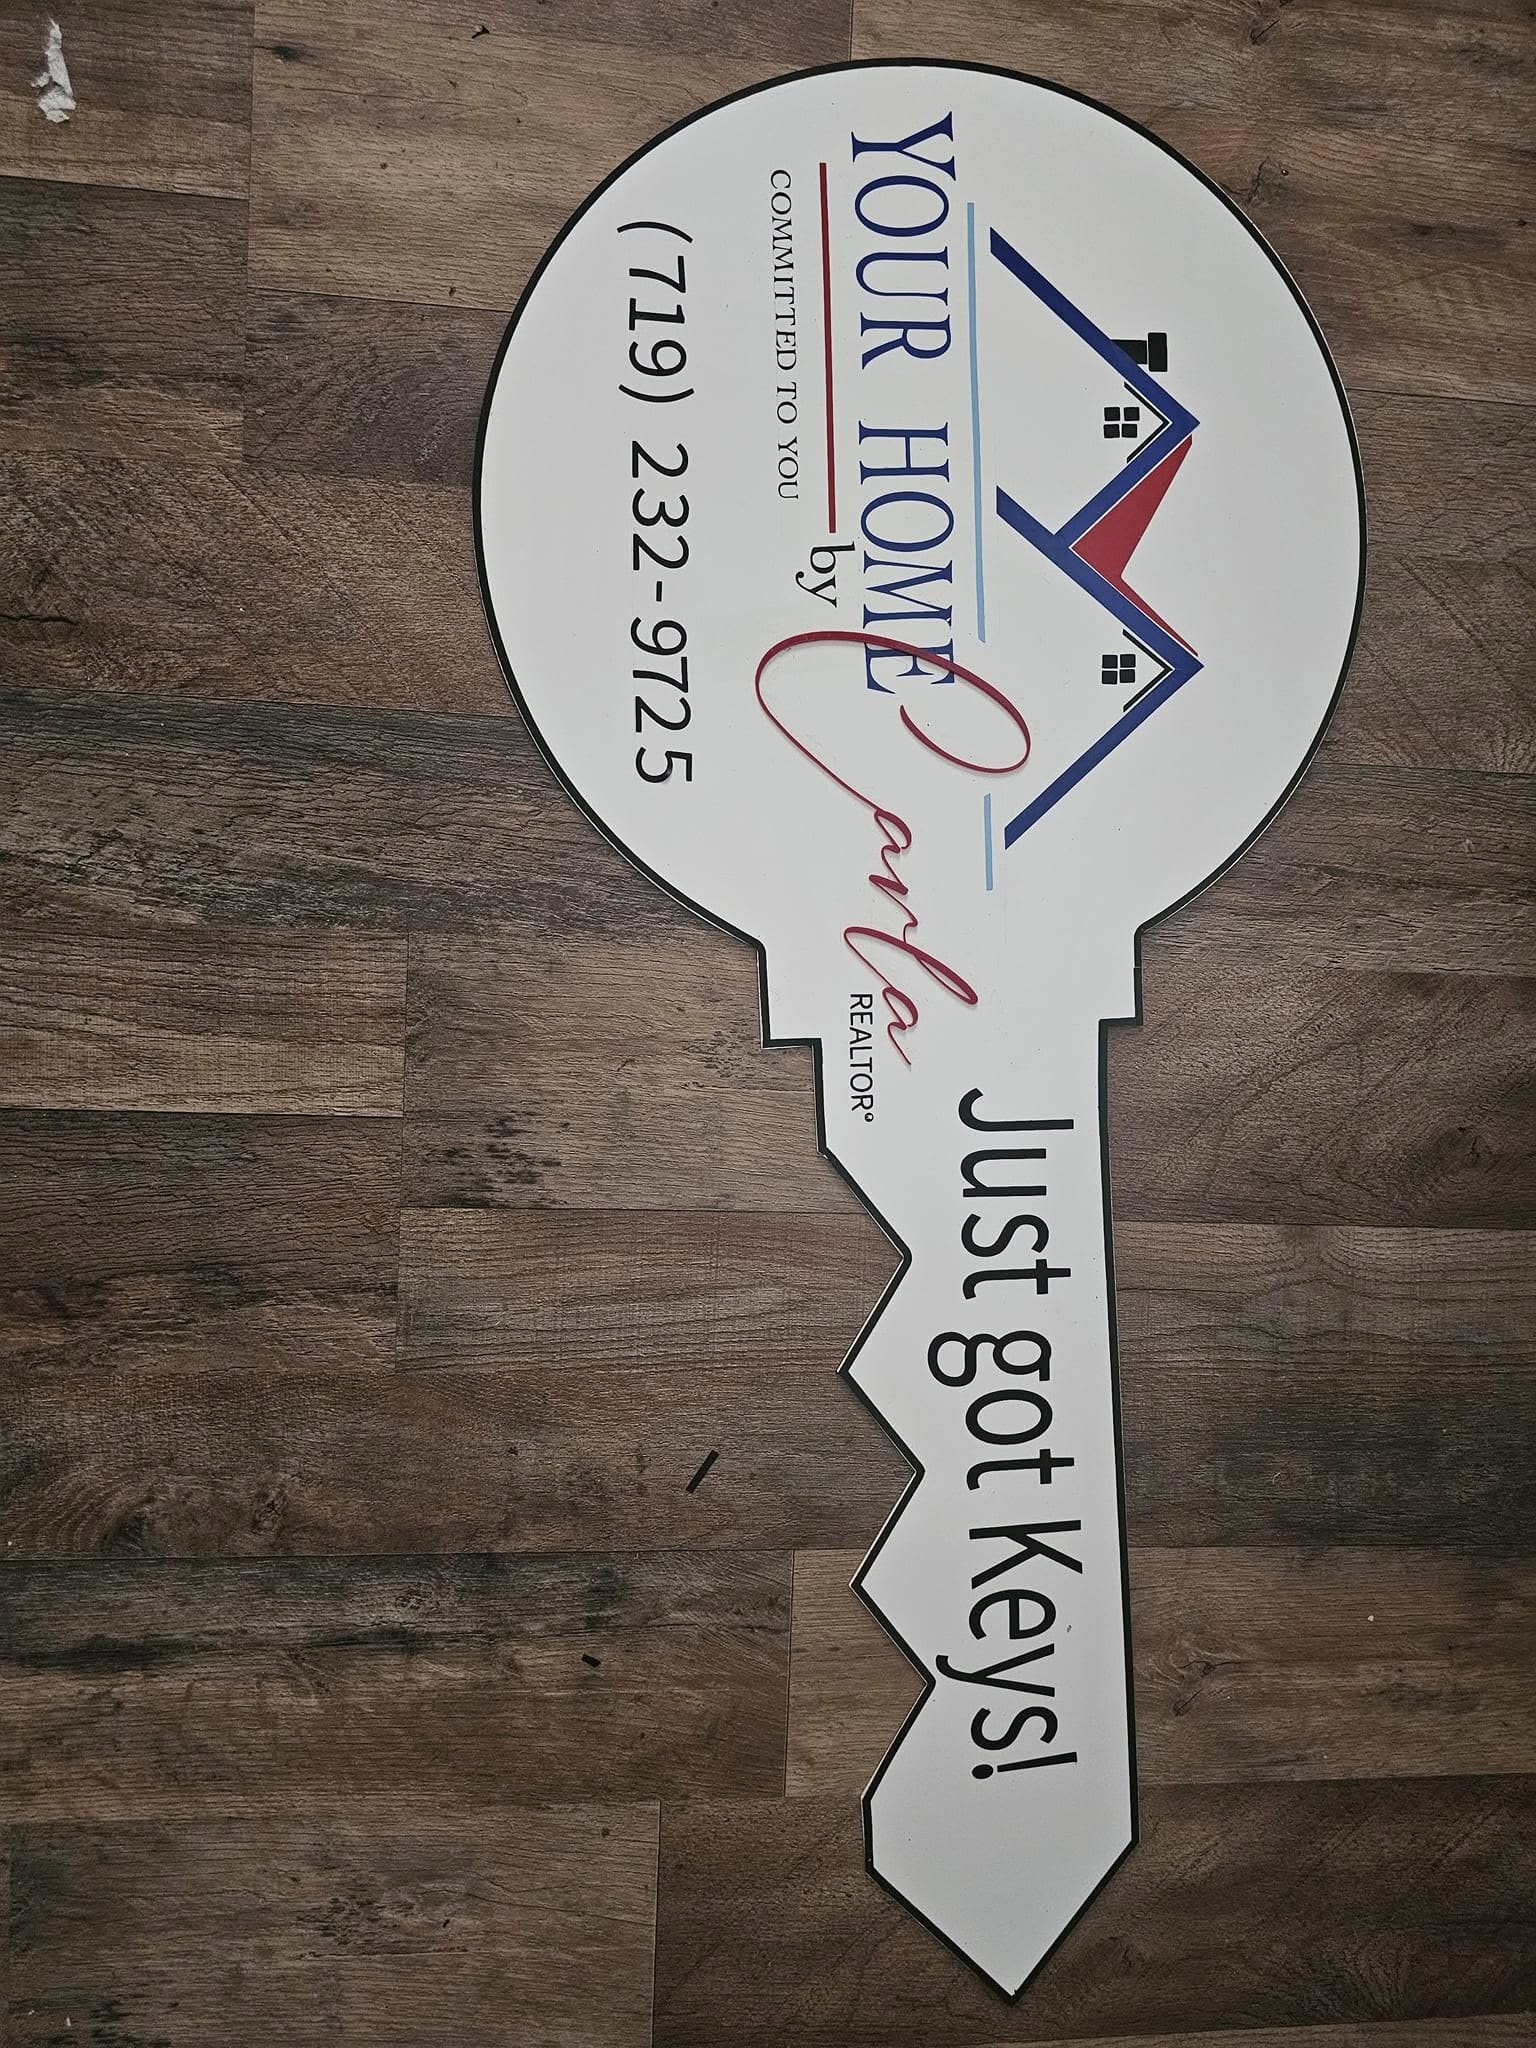 YOUR HOME
by Carla
COMMITTED TO YOU
REALTOR®
(719) 232-9725
Just got Keys!